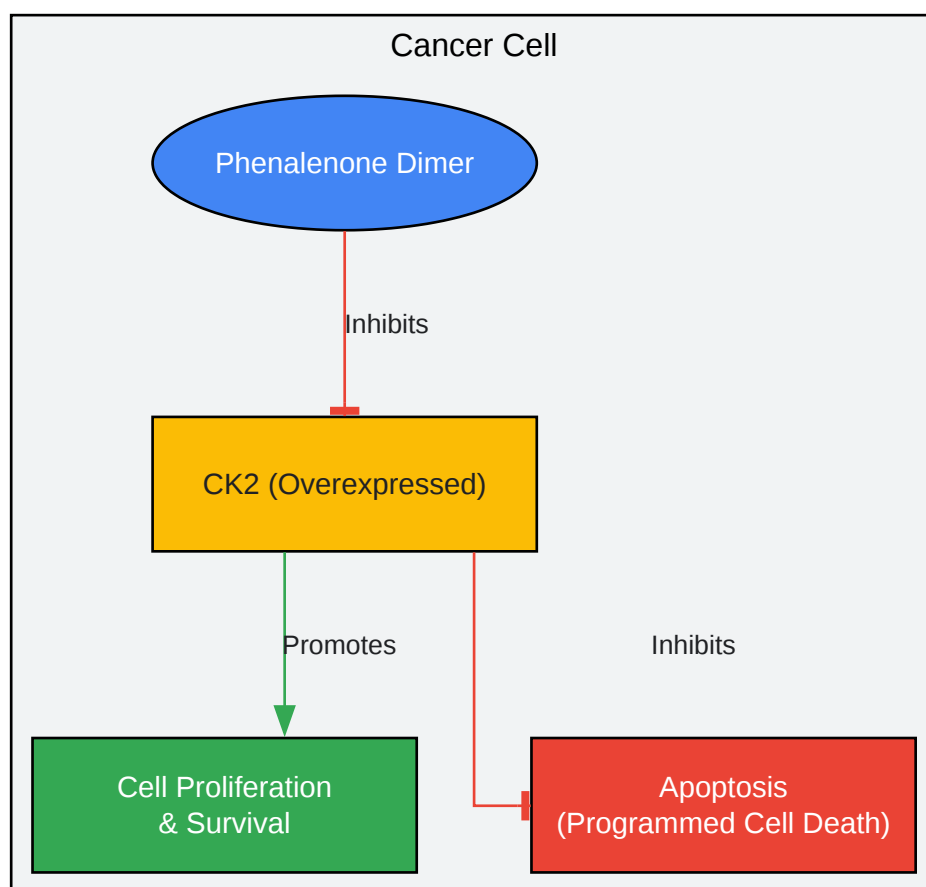 Cancer Cell
Phenalenone Dimer
Inhibits
CK2 (Overexpressed)
Promotes
Inhibits
Cell Proliferation
& Survival
Apoptosis
(Programmed Cell Death)